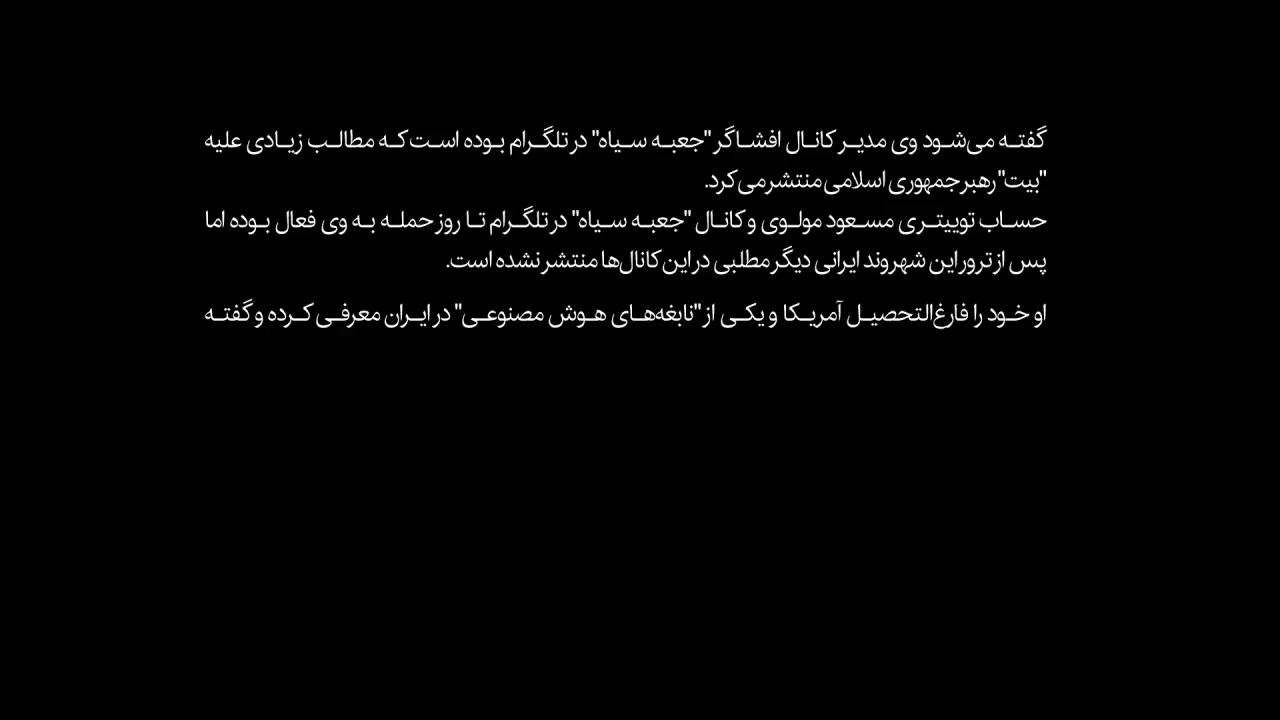 گفته می‌شود وی مدیر کانال افشاگر "جعبه سیاه" در تلگرام بوده است که مطالب زیادی علیه
"بیت" رهبر جمهوری اسلامی منتشر می کرد.
حساب توییتری مسعود مولوی و کانال "جعبه سیاه" در تلگرام تا روز حمله به وی فعال بوده اما
پس از ترور این شهروند ایرانی دیگر مطلبی در این کانال‌ها منتشر نشده است.
او خود را فارغ‌التحصیل آمریکا و یکی از "نابغه‌های هوش مصنوعی" در ایران معرفی کرده و گفته